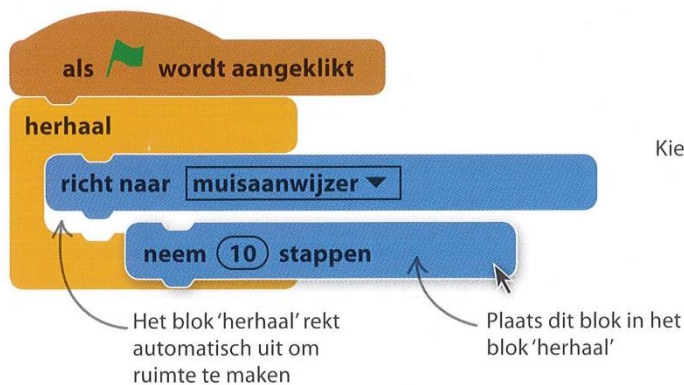 als wordt aangeklikt
herhaal
Kie
richt naar muisaanwijzer
neem 10 stappen
Het blok 'herhaal' rekt
automatisch uit om
ruimte te maken
Plaats dit blok in het
blok 'herhaal'